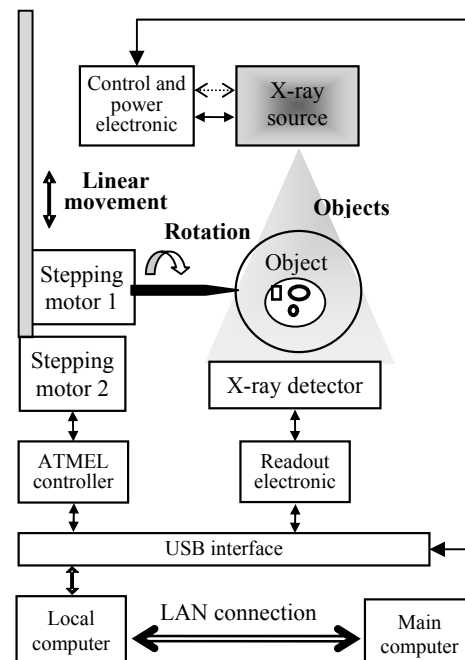 Control and
power
electronic
X-ray
source
Linear
movement
Objects
Rotation
Object
Stepping
motor 1
Stepping
motor 2
X-ray detector
ATMEL
controller
Readout
electronic
USB interface
Local
computer
LAN connection
Main
computer